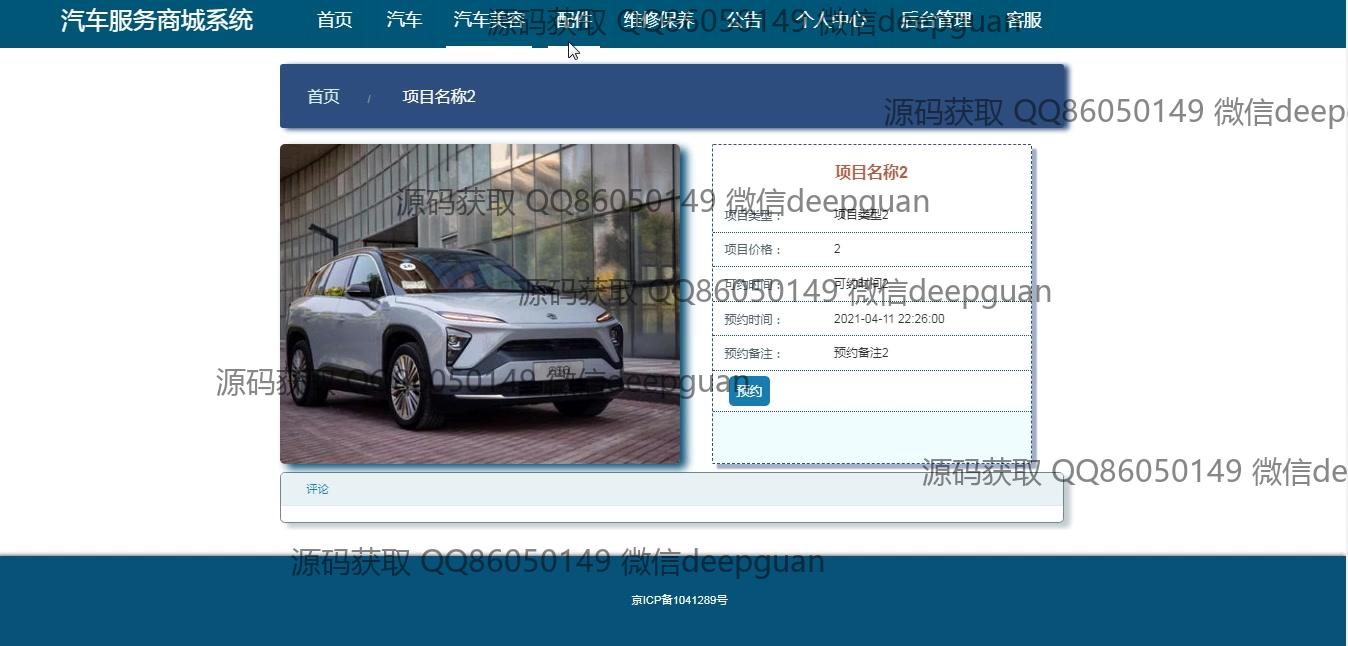 汽车服务商城系统 首页 汽车 汽车美容 配件 维修保养 公告 个人中心 后台管理 客服
源码获取 QQ86050149 微信deepguan
首页 / 项目名称2
源码获取 QQ86050149 微信deep
项目名称2
源码获取 QQ86050149 微信deepguan
项目类型： 项目类型2
项目价格： 2
可约时间： 可约时间2
源码获取 QQ86050149 微信deepguan
预约时间： 2021-04-11 22:26:00
预约备注： 预约备注2
源码获取 QQ86050149 微信deepguan
预约
源码获取 QQ86050149 微信de
评论
源码获取 QQ86050149 微信deepguan
京ICP备1041289号